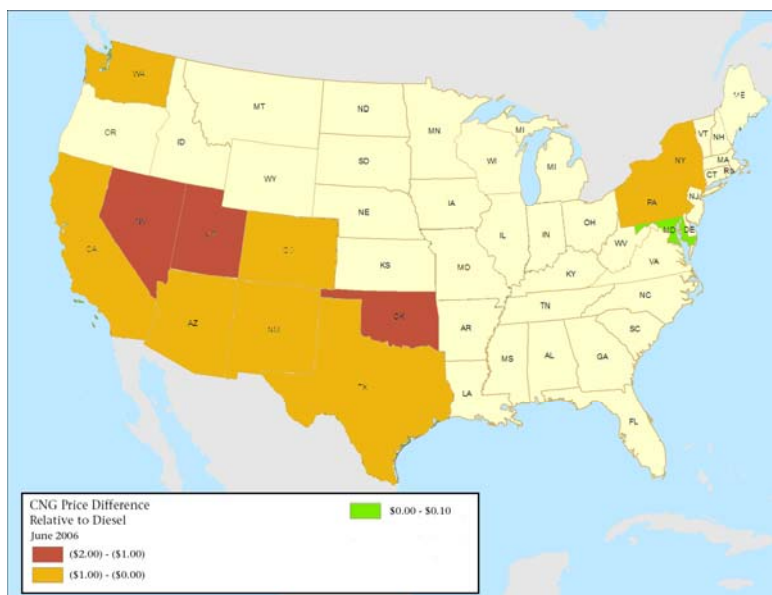 WA
MT
ND
MN
MI
ME
VT
NH
OR
ID
SD
WI
MI
NY
MA
CT
RI
WY
IA
PA
NJ
NV
UT
NE
IL
IN
OH
MD
DE
CA
CO
KS
MO
WV
VA
KY
AZ
NM
OK
AR
TN
NC
SC
TX
MS
AL
GA
LA
FL
CNG Price Difference
Relative to Diesel
June 2006
($2.00) - ($1.00)
($1.00) - ($0.00)
$0.00 - $0.10